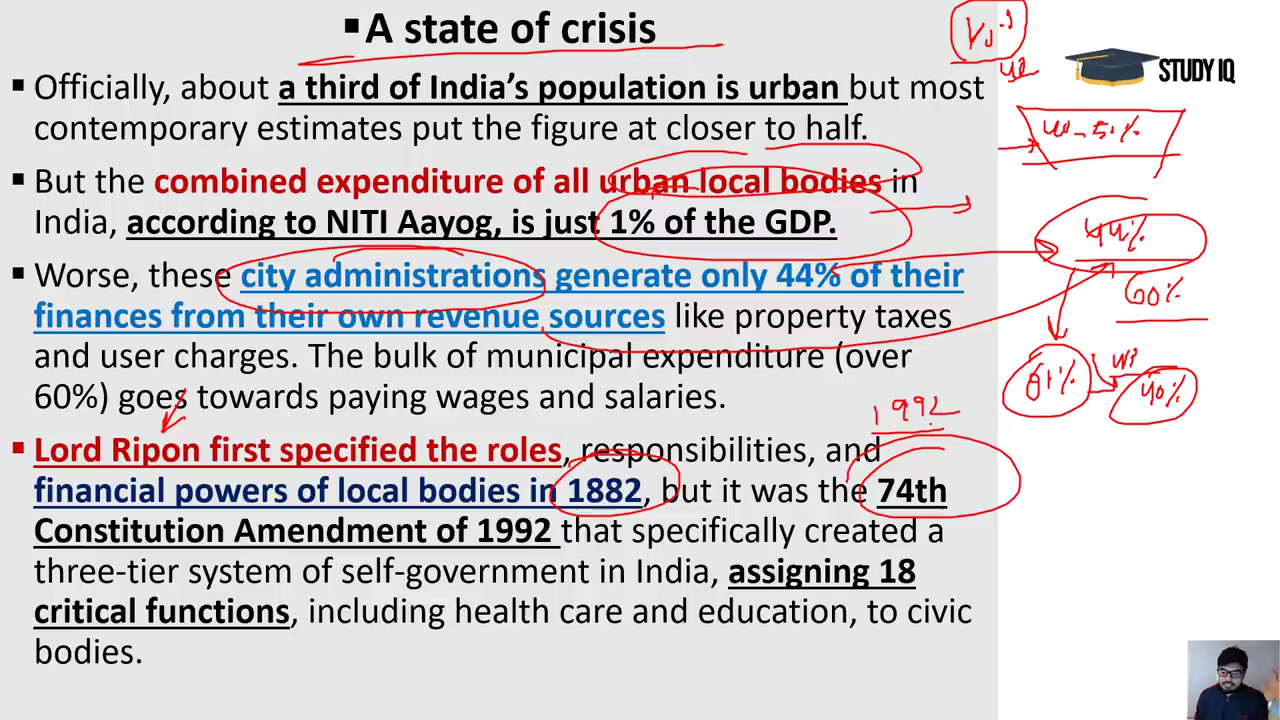 ▪A state of crisis
▪ Officially, about a third of India's population is urban but most
contemporary estimates put the figure at closer to half.
▪ But the combined expenditure of all urban local bodies in
India, according to NITI Aayog, is just 1% of the GDP.
▪ Worse, these city administrations generate only 44% of their
finances from their own revenue sources like property taxes
and user charges. The bulk of municipal expenditure (over
60%) goes towards paying wages and salaries.
▪ Lord Ripon first specified the roles, responsibilities, and
financial powers of local bodies in 1882, but it was the 74th
Constitution Amendment of 1992 that specifically created a
three-tier system of self-government in India, assigning 18
critical functions, including health care and education, to civic
bodies.
1992
STUDY IQ
44%
60%
40%